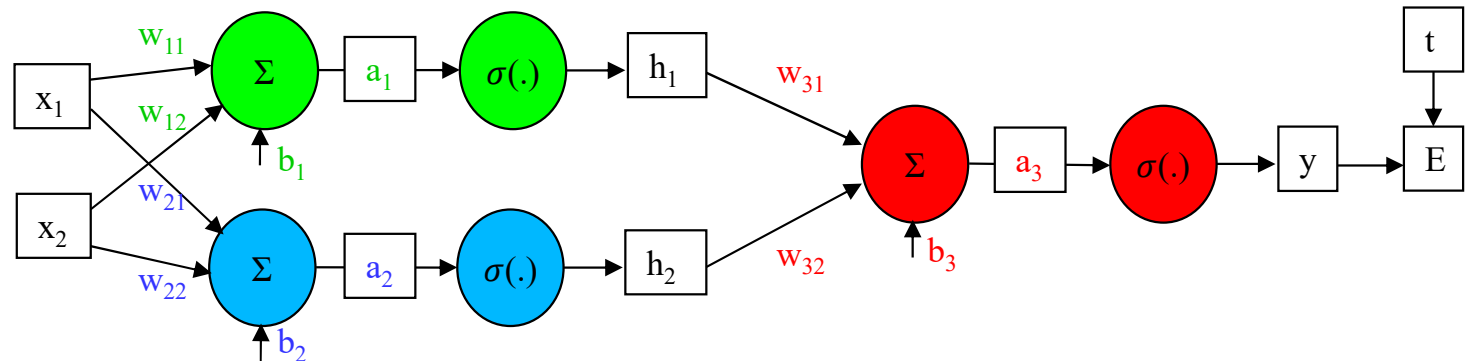 w₁₁
Σ
a₁
σ(.)
h₁
t
x₁
w₁₂
w₃₁
b₁
Σ
a₃
σ(.)
y
E
w₂₁
x₂
Σ
a₂
σ(.)
h₂
w₃₂
b₃
w₂₂
b₂